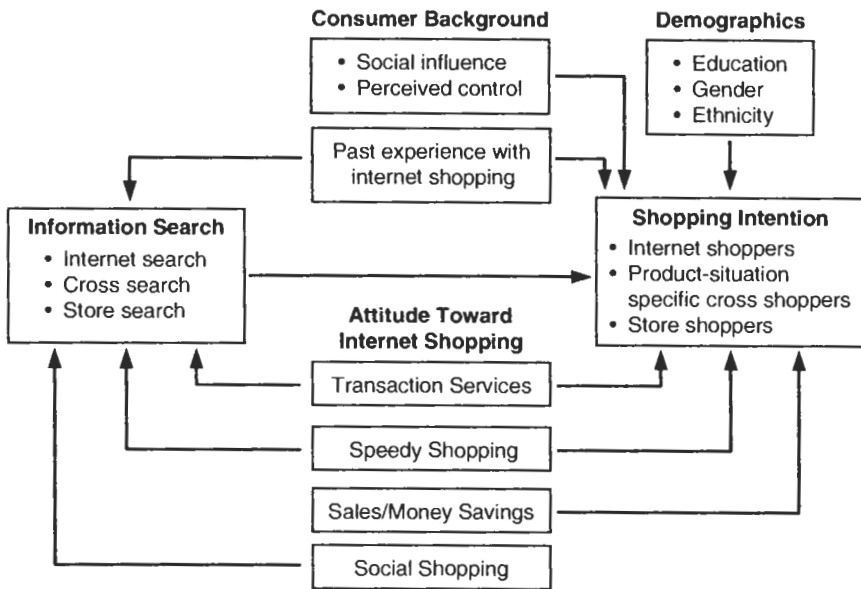 Consumer Background
• Social influence
• Perceived control
Demographics
• Education
• Gender
• Ethnicity
Past experience with
internet shopping
Information Search
• Internet search
• Cross search
• Store search
Shopping Intention
• Internet shoppers
• Product-situation
specific cross shoppers
• Store shoppers
Attitude Toward
Internet Shopping
Transaction Services
Speedy Shopping
Sales/Money Savings
Social Shopping